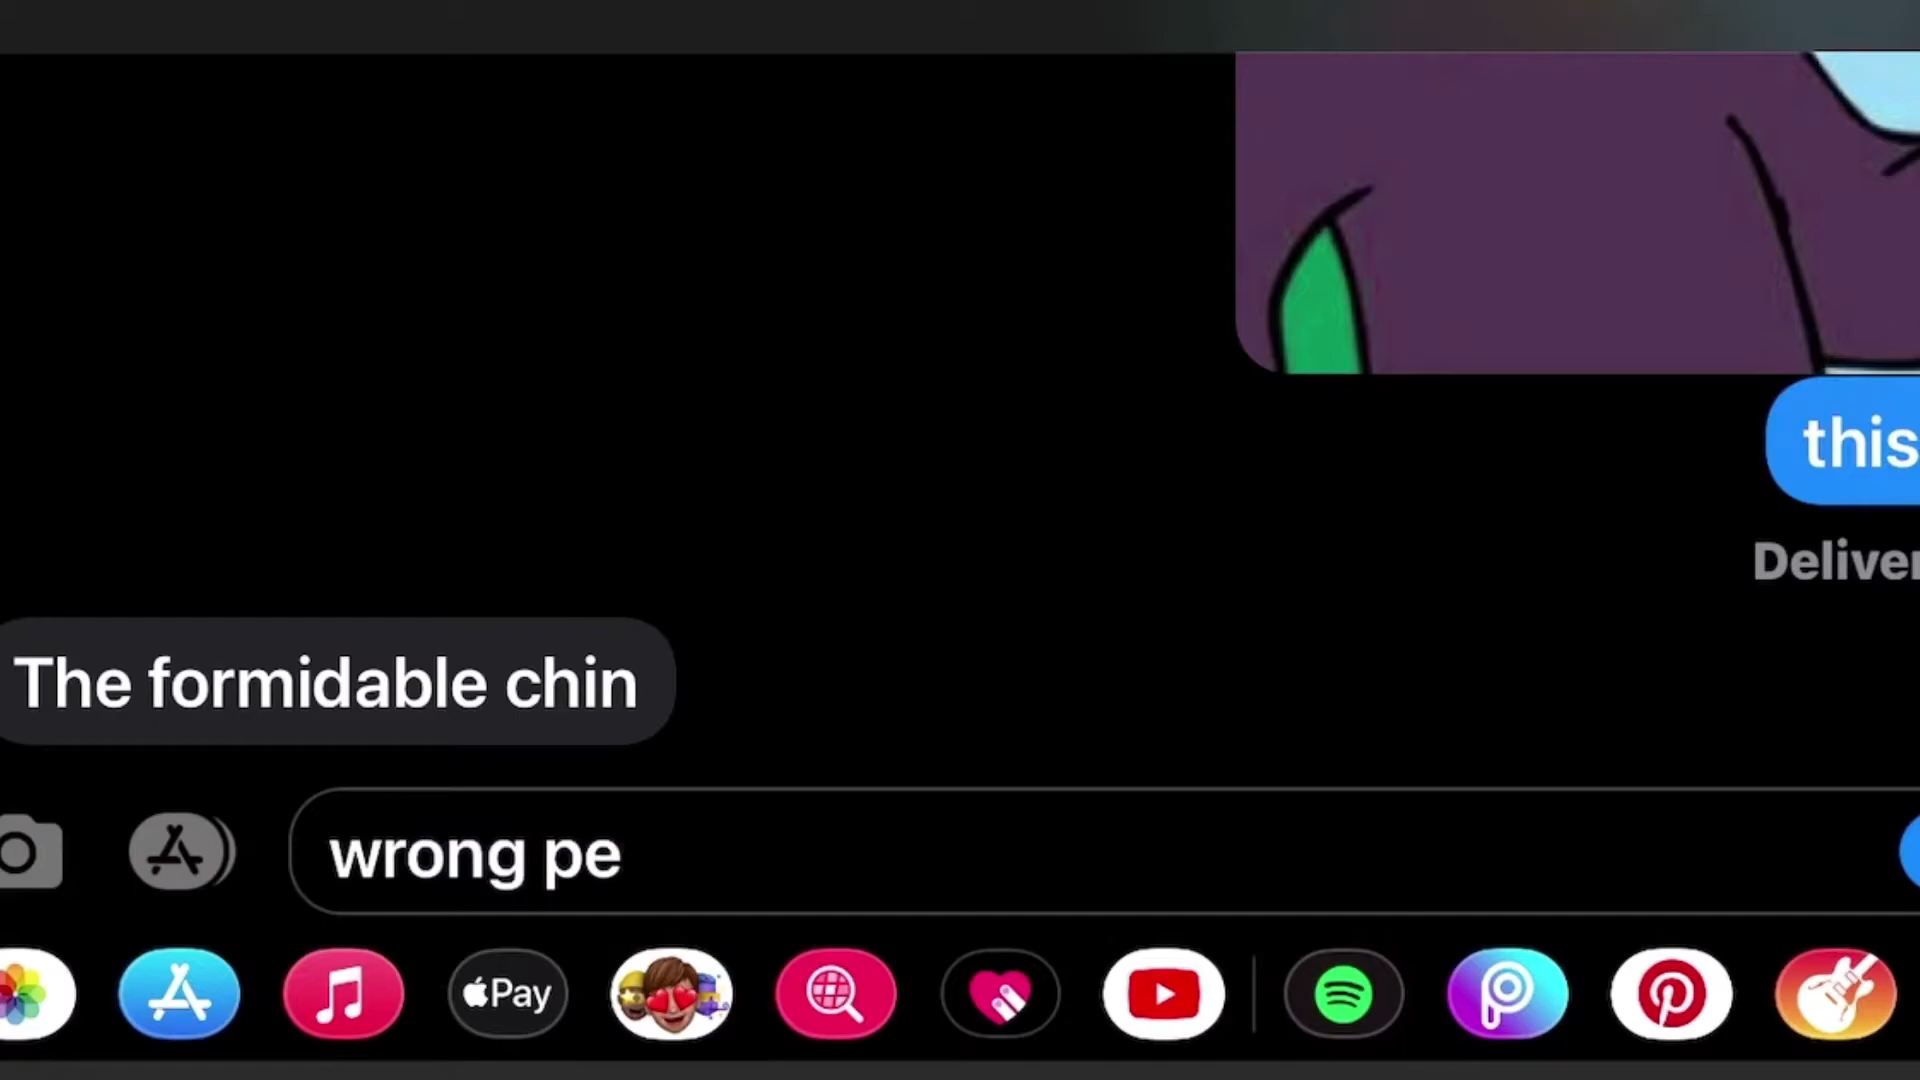 this
Deliver
The formidable chin
wrong pe
Pay